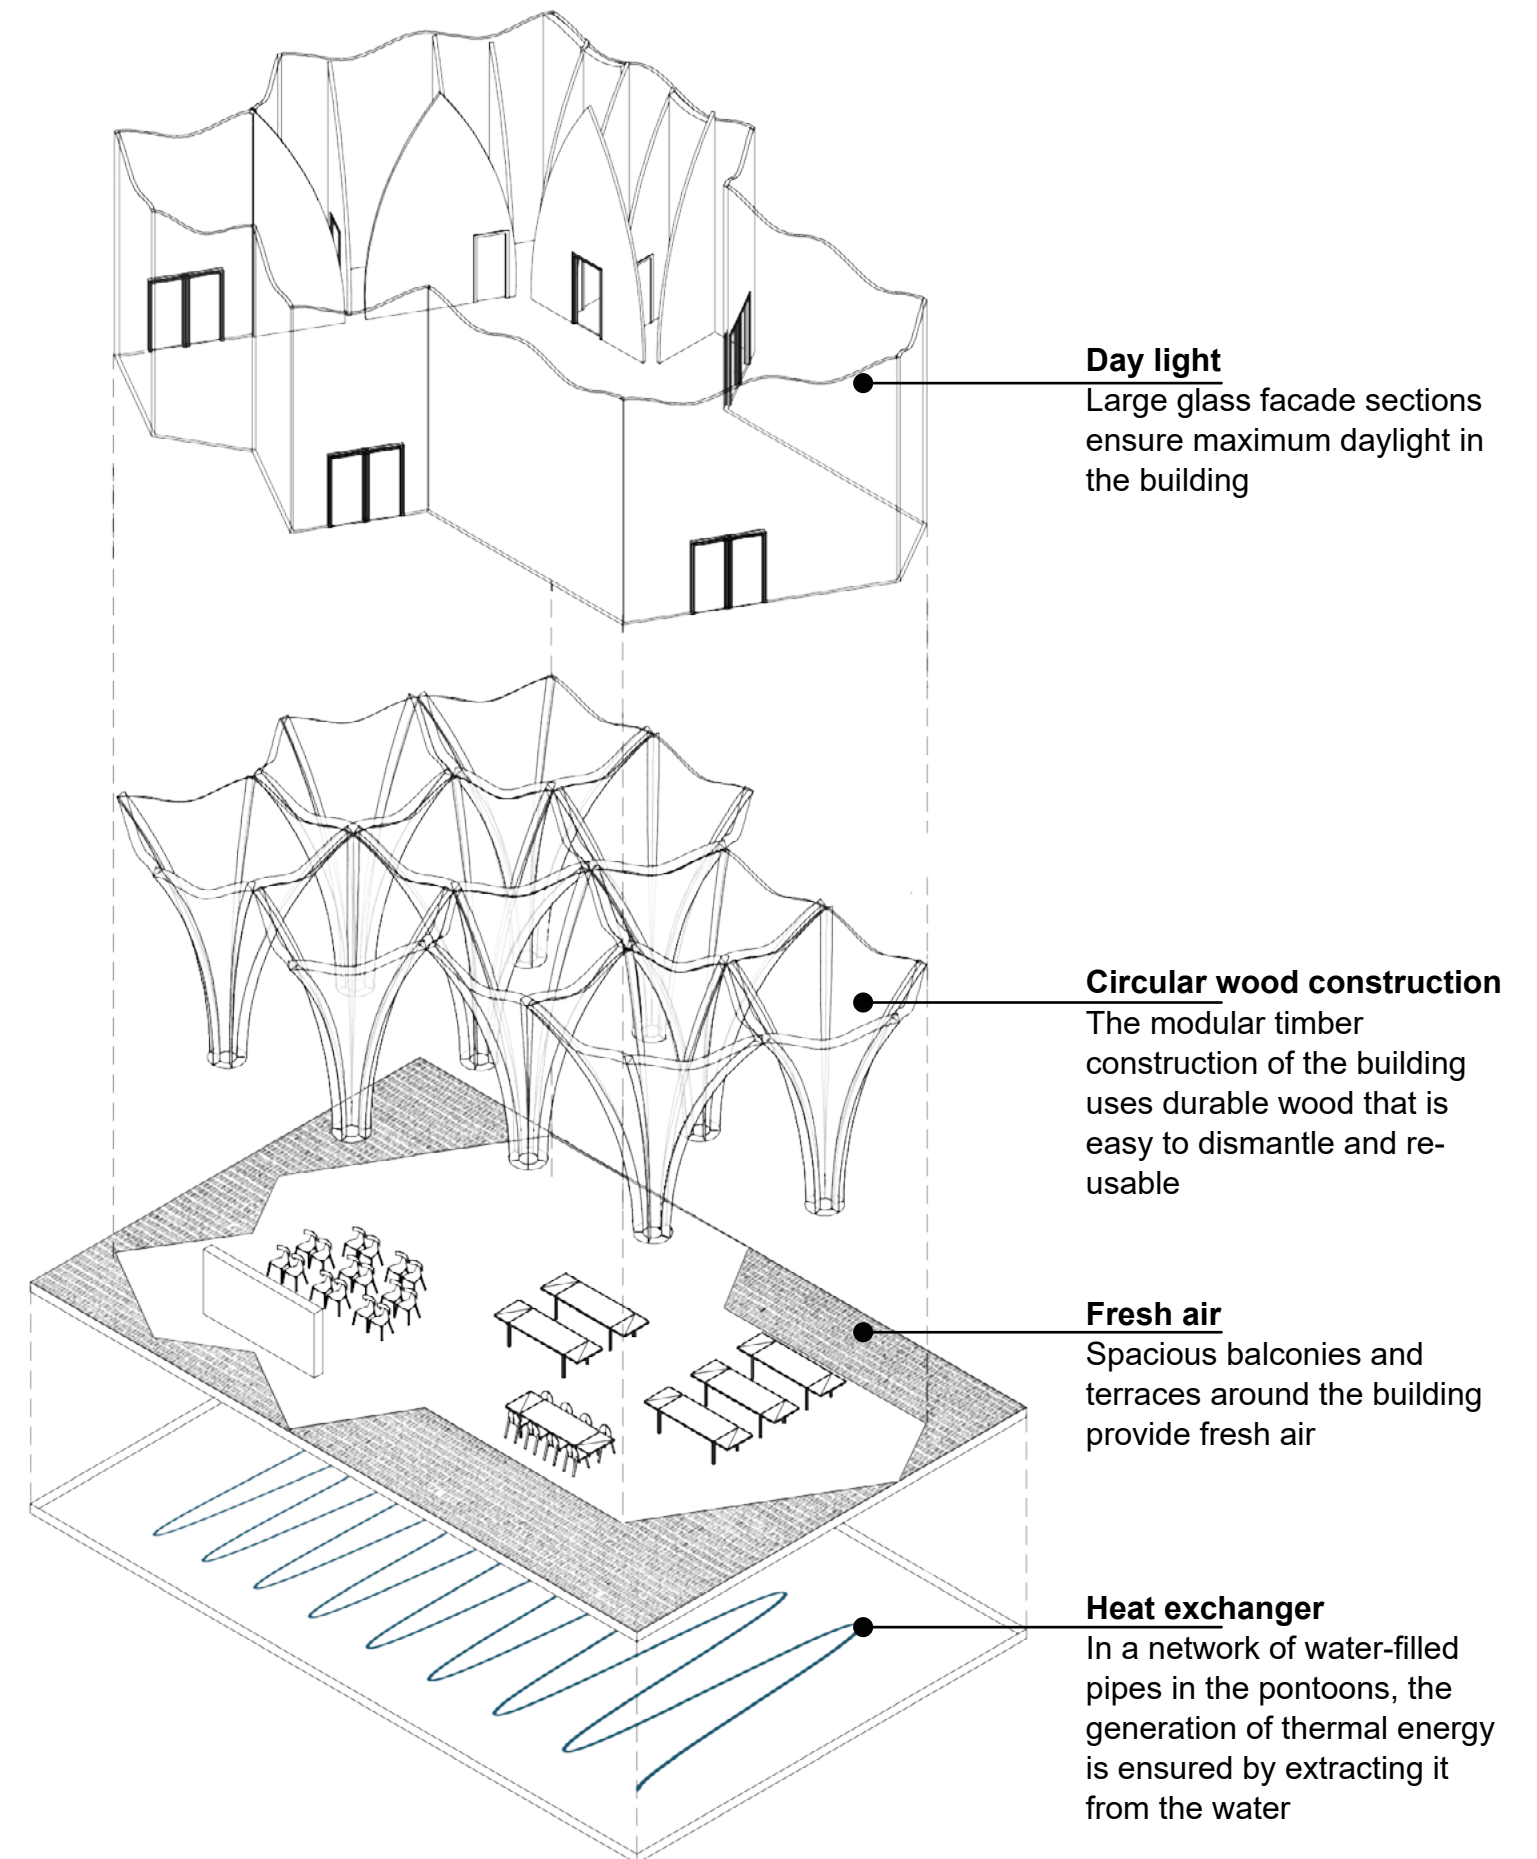 Day light
Large glass facade sections
ensure maximum daylight in
the building
Circular wood construction
The modular timber
construction of the building
uses durable wood that is
easy to dismantle and re-
usable
Fresh air
Spacious balconies and
terraces around the building
provide fresh air
Heat exchanger
In a network of water-filled
pipes in the pontoons, the
generation of thermal energy
is ensured by extracting it
from the water